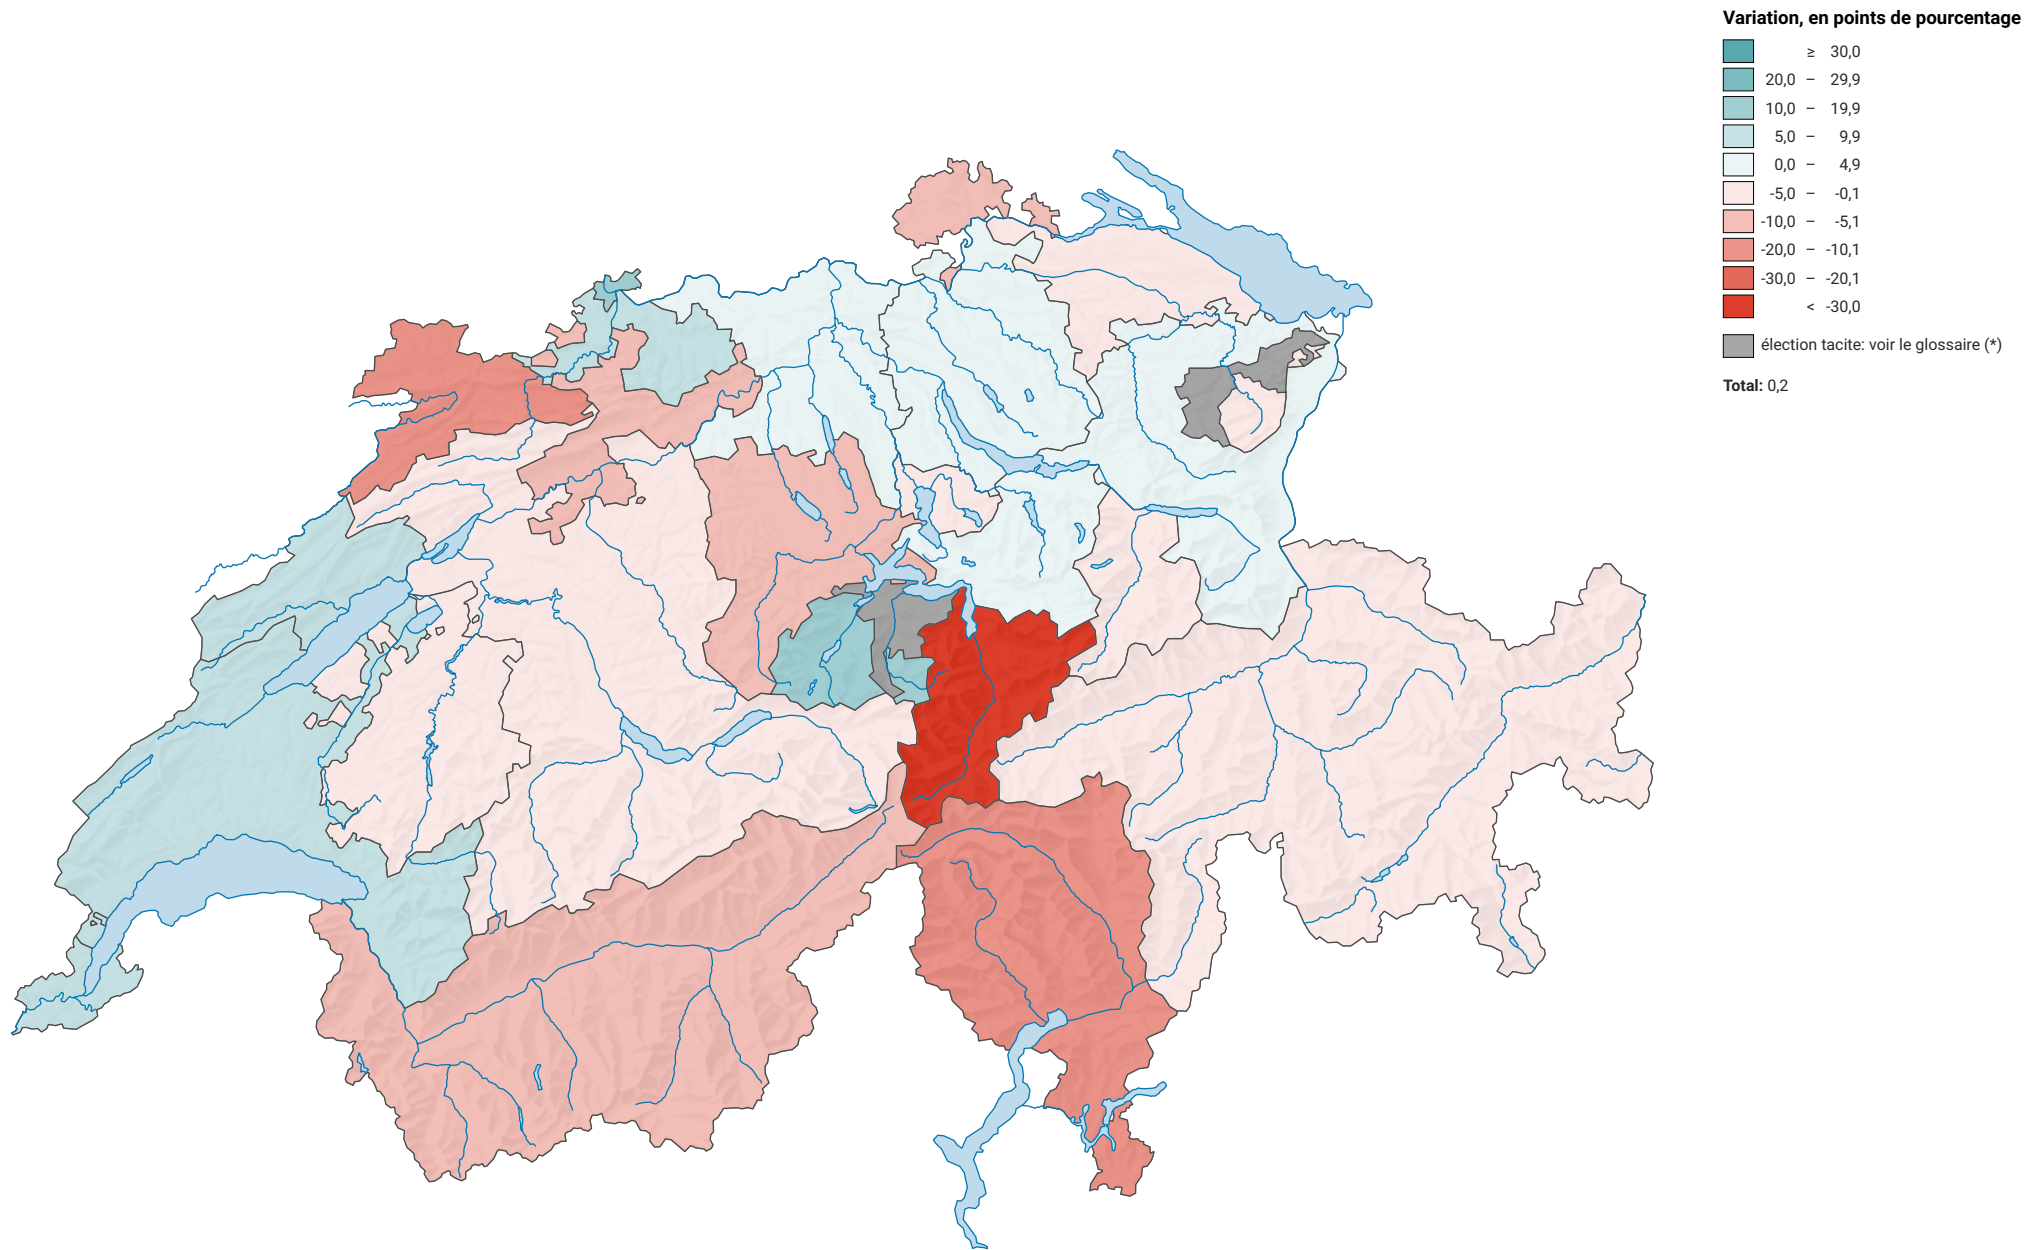 Variation, en points de pourcentage
≥ 30,0
20,0 – 29,9
10,0 – 19,9
5,0 – 9,9
0,0 – 4,9
-5,0 – -0,1
-10,0 – -5,1
-20,0 – -10,1
-30,0 – -20,1
< -30,0
élection tacite: voir le glossaire (*)
Total: 0,2